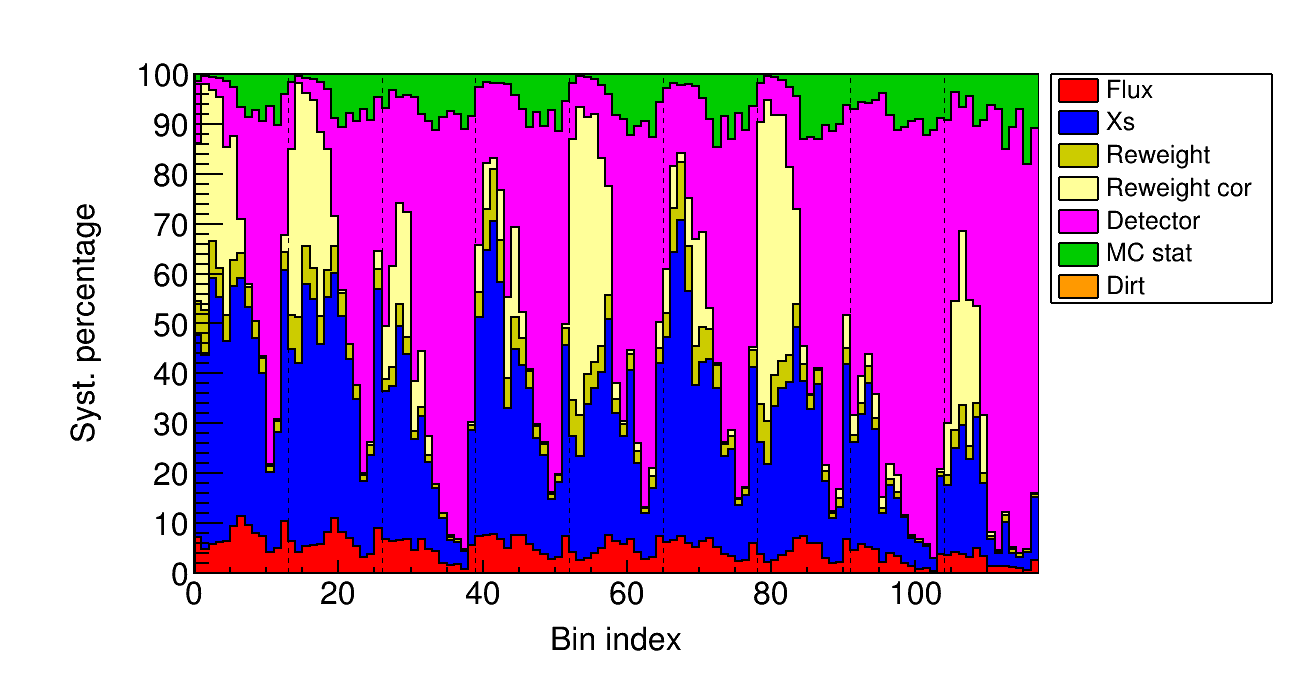 Syst. percentage
100
90
80
70
60
50
40
30
20
10
0
0 20 40 60 80 100
Bin index
Flux
Xs
Reweight
Reweight cor
Detector
MC stat
Dirt